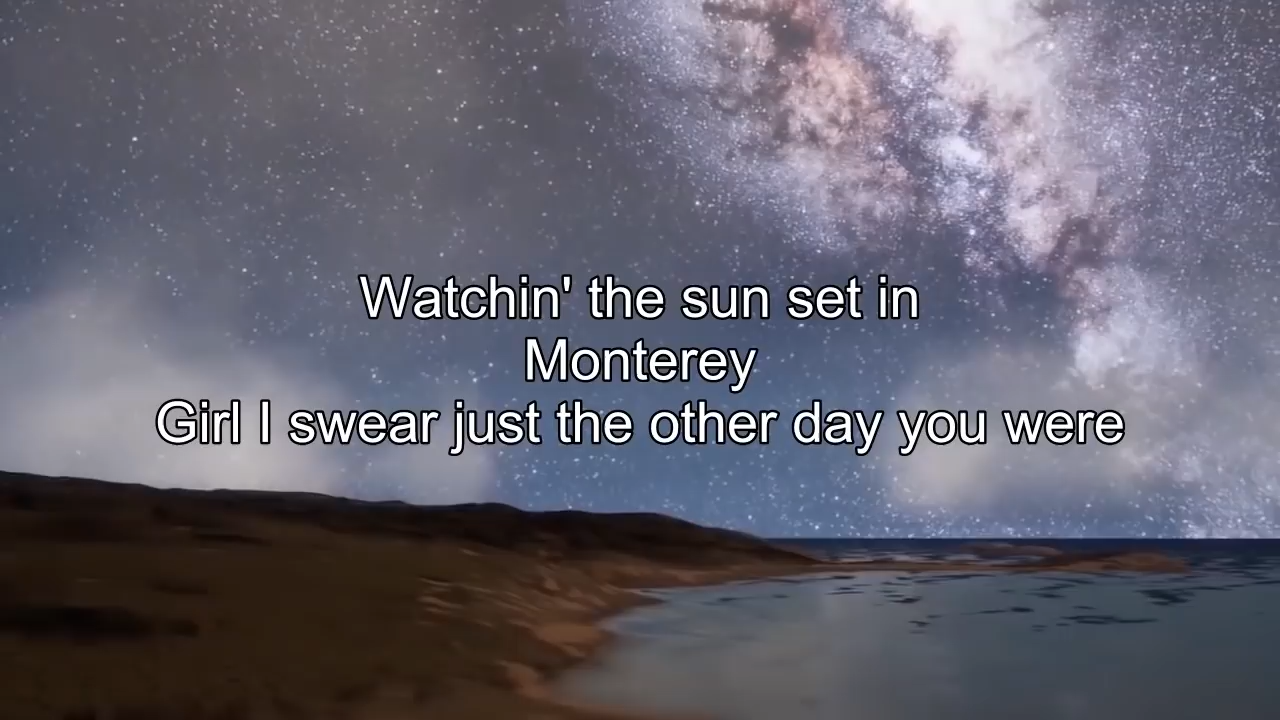 Watchin' the sun set in
Monterey
Girl I swear just the other day you were